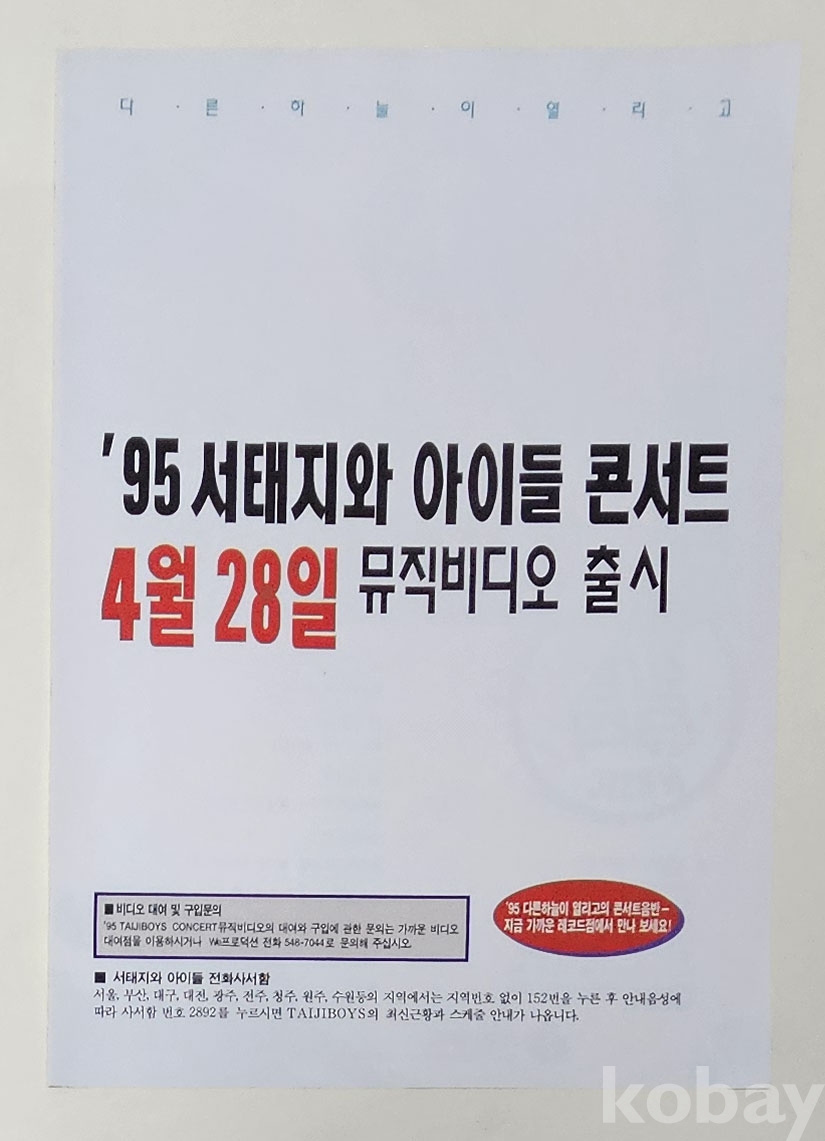 다·른·하·늘·이·열·리·고
'95 서태지와 아이들 콘서트
4월 28일 뮤직비디오 출시
■ 비디오 대여 및 구입문의
'95 TAIJIBOYS CONCERT뮤직비디오의 대여와 구입에 관한 문의는 가까운 비디오
대여점을 이용하시거나 We프로덕션 전화 548-7044로 문의해 주십시오.
'95 다른하늘이 열리고의 콘서트음반–
지금 가까운 레코드점에서 만나 보세요!
■ 서태지와 아이들 전화사서함
서울, 부산, 대구, 대전, 광주, 전주, 청주, 원주, 수원등의 지역에서는 지역번호 없이 152번을 누른 후 안내음성에
따라 사서함 번호 2892를 누르시면 TAIJIBOYS의 최신근황과 스케줄 안내가 나옵니다.
kobay